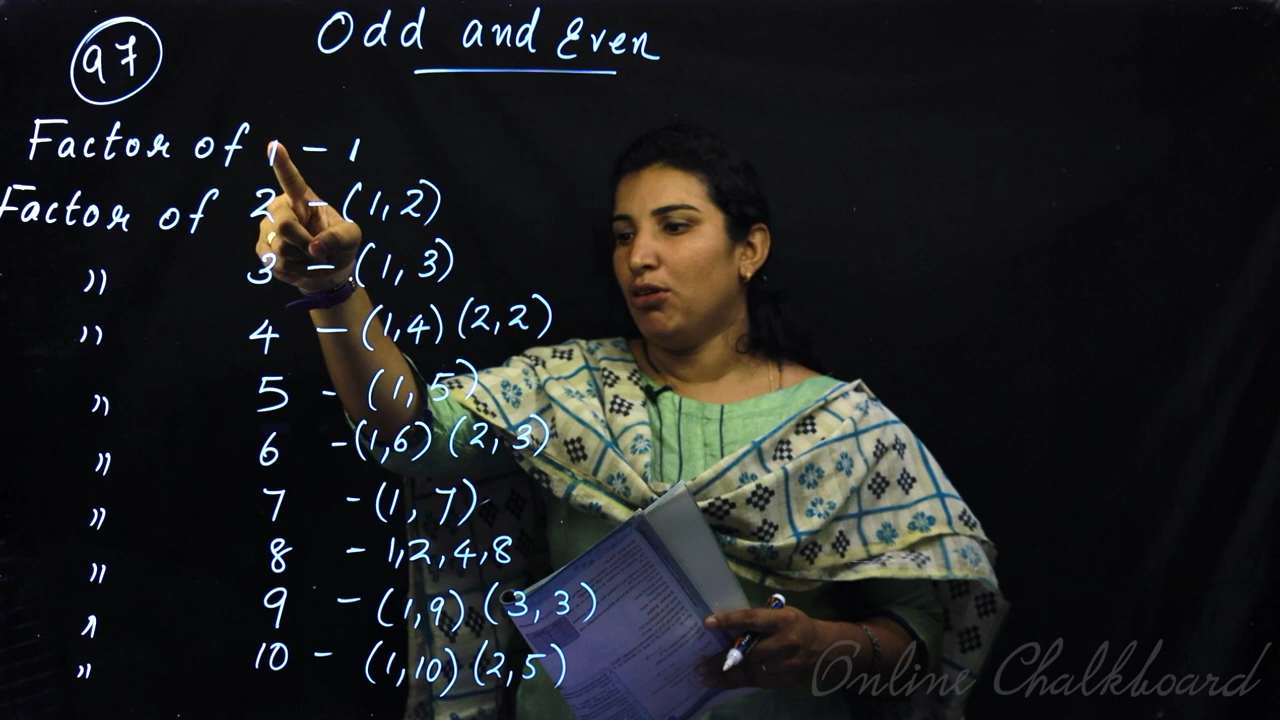 Q7
Odd and Even
Factor of 1 - 1
Factor of 2 - (1,2)
〃 3 - (1,3)
〃 4 - (1,4) (2,2)
〃 5 - (1,5)
〃 6 - (1,6) (2,3)
〃 7 - (1,7)
〃 8 - 1,2,4,8
〃 9 - (1,9) (3,3)
〃 10 - (1,10) (2,5)
Online Chalkboard